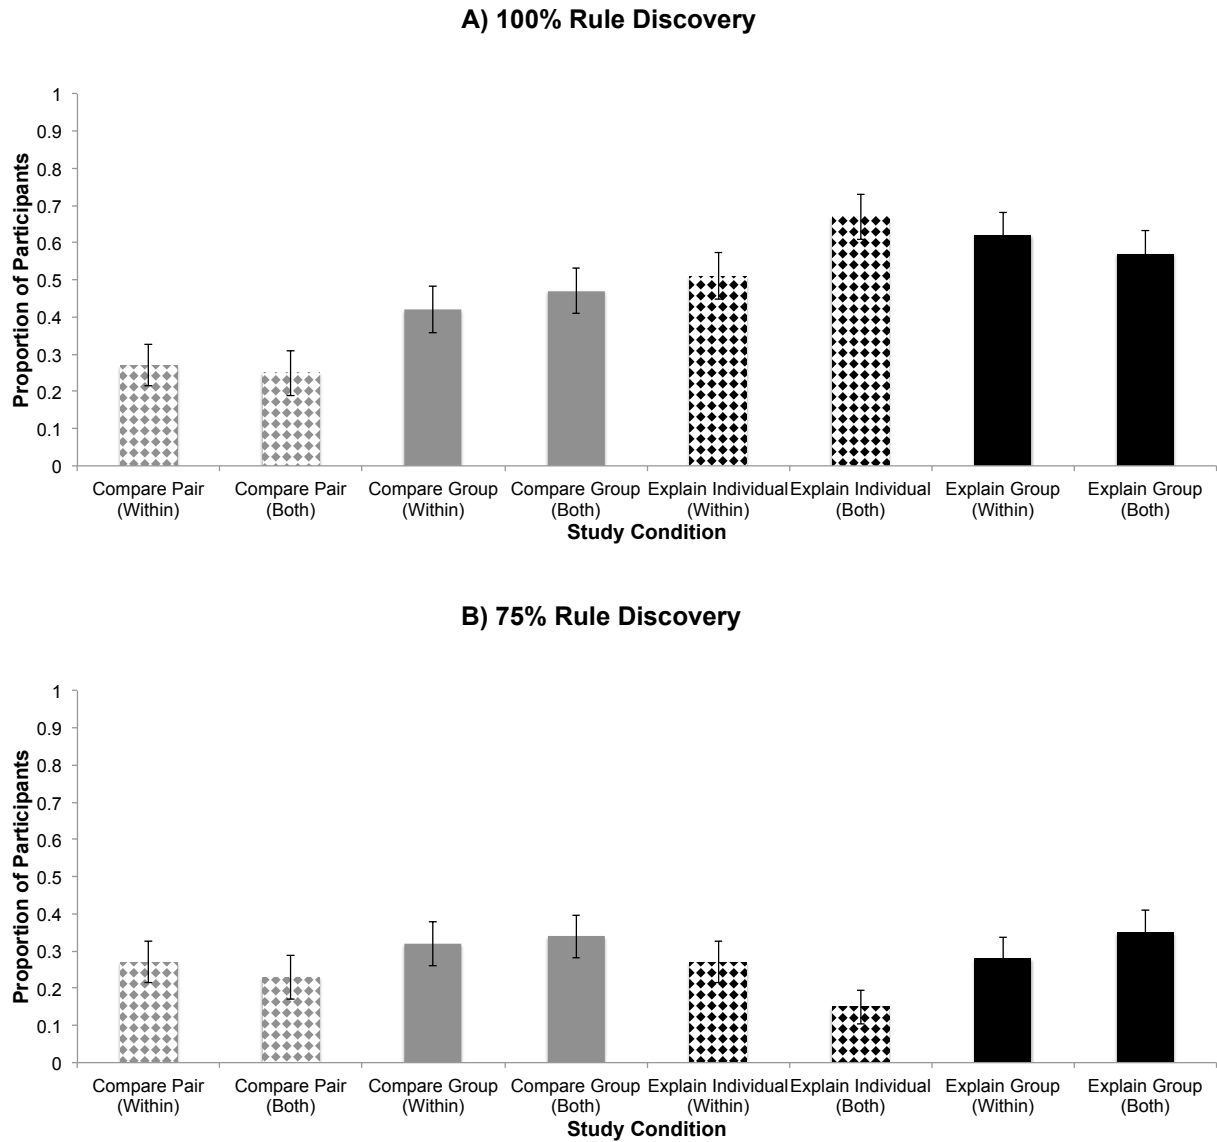 A) 100% Rule Discovery
Proportion of Participants
1
0.9
0.8
0.7
0.6
0.5
0.4
0.3
0.2
0.1
0
Compare Pair Compare Pair Compare Group Compare Group Explain Individual Explain Individual Explain Group Explain Group
(Within) (Both) (Within) (Both) (Within) (Both) (Within) (Both)
Study Condition
B) 75% Rule Discovery
Proportion of Participants
1
0.9
0.8
0.7
0.6
0.5
0.4
0.3
0.2
0.1
0
Compare Pair Compare Pair Compare Group Compare Group Explain Individual Explain Individual Explain Group Explain Group
(Within) (Both) (Within) (Both) (Within) (Both) (Within) (Both)
Study Condition